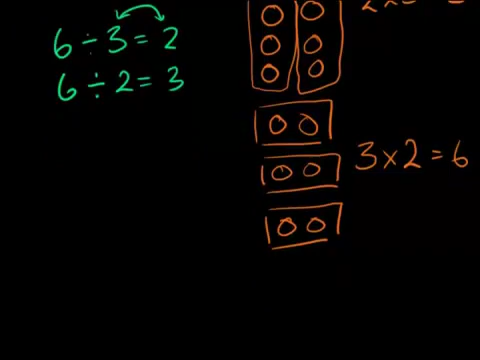 6 ÷ 3 = 2
6 ÷ 2 = 3
3 × 2 = 6